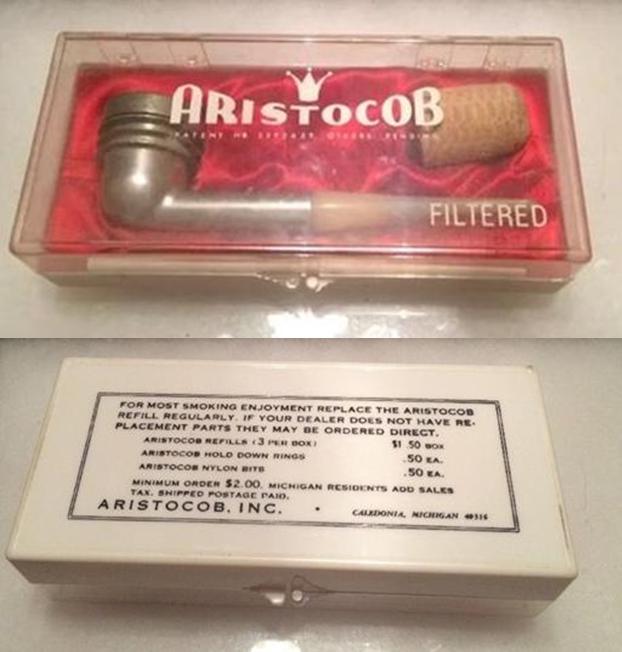 ARISTOCOB
PATENT OTHERS PENDING
FILTERED
FOR MOST SMOKING ENJOYMENT REPLACE THE ARISTOCOB
REFILL REGULARLY. IF YOUR DEALER DOES NOT HAVE RE-
PLACEMENT PARTS THEY MAY BE ORDERED DIRECT.
ARISTOCOB REFILLS (3 PER BOX) $1.50 BOX
ARISTOCOB HOLD DOWN RINGS .50 EA.
ARISTOCOB NYLON BITS .50 EA.
MINIMUM ORDER $2.00. MICHIGAN RESIDENTS ADD SALES
TAX. SHIPPED POSTAGE PAID.
ARISTOCOB, INC. • CALEDONIA, MICHIGAN 49316